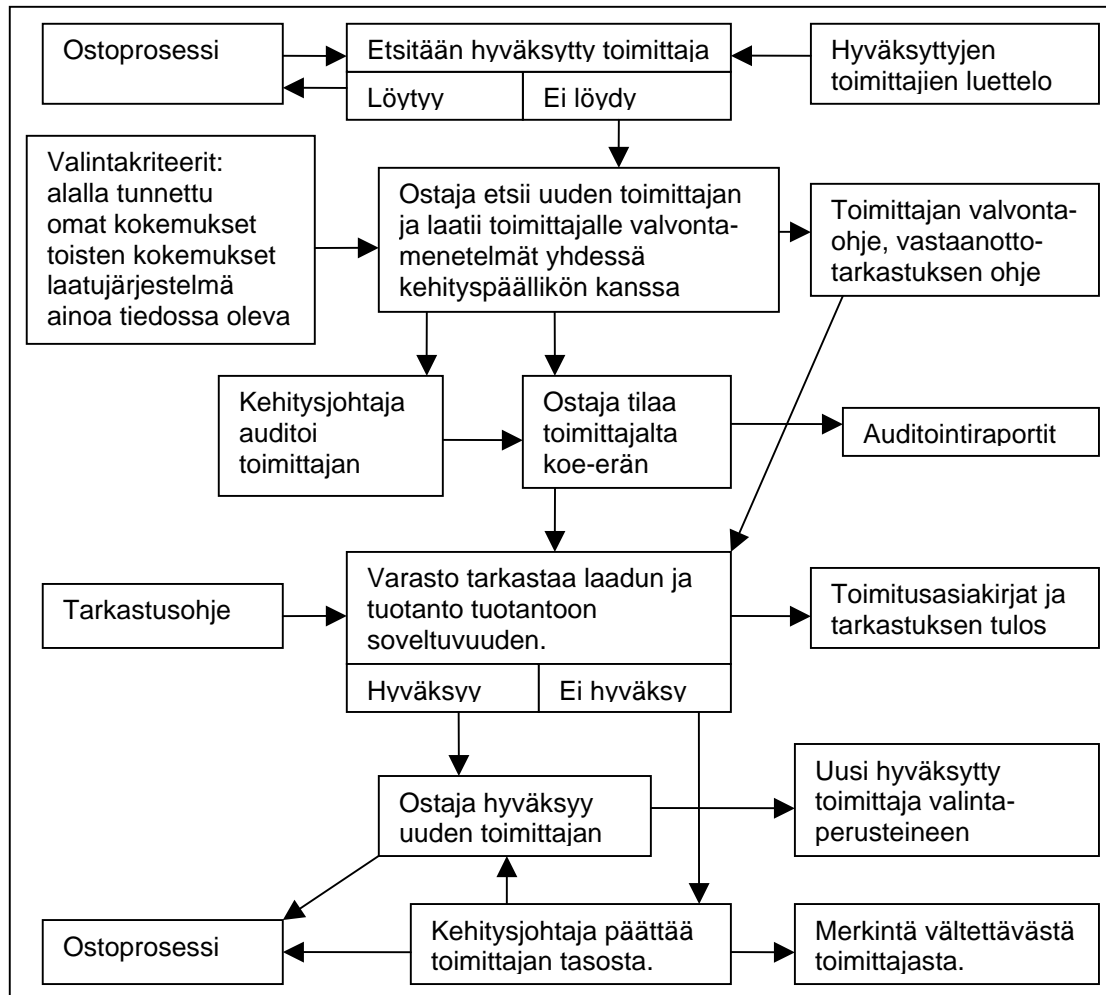 Ostoprosessi
Etsitään hyväksytty toimittaja
Löytyy
Ei löydy
Hyväksyttyjen
toimittajien luettelo
Valintakriteerit:
alalla tunnettu
omat kokemukset
toisten kokemukset
laatujärjestelmä
ainoa tiedossa oleva
Ostaja etsii uuden toimittajan
ja laatii toimittajalle valvonta-
menetelmät yhdessä
kehityspäällikön kanssa
Toimittajan valvonta-
ohje, vastaanotto-
tarkastuksen ohje
Kehitysjohtaja
auditoi
toimittajan
Ostaja tilaa
toimittajalta
koe-erän
Auditointiraportit
Tarkastusohje
Varasto tarkastaa laadun ja
tuotanto tuotantoon
soveltuvuuden.
Hyväksyy
Ei hyväksy
Toimitusasiakirjat ja
tarkastuksen tulos
Ostaja hyväksyy
uuden toimittajan
Uusi hyväksytty
toimittaja valinta-
perusteineen
Ostoprosessi
Kehitysjohtaja päättää
toimittajan tasosta.
Merkintä vältettävästä
toimittajasta.